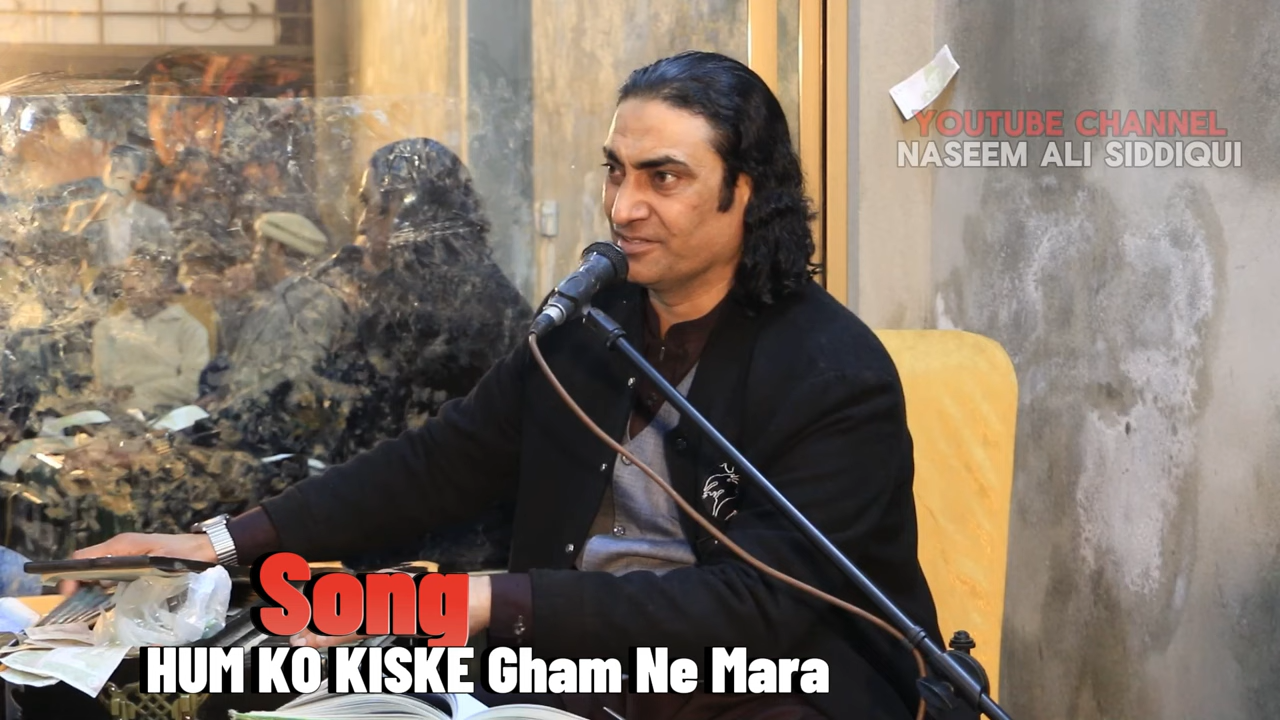 YOUTUBE CHANNEL
NASEEM ALI SIDDIQUI
Song
HUM KO KISKE Gham Ne Mara